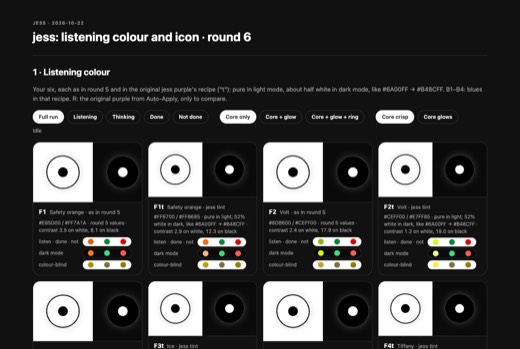 JESS · 2026-10-22
jess: listening colour and icon · round 6
1 · Listening colour
Your six, each as in round 5 and in the original jess purple's recipe ("t"): pure in light mode, about half white in dark mode, like #6A00FF → #B48CFF. B1–B4: blues
in that recipe. R: the original purple from Auto-Apply, only to compare.
Full run Listening Thinking Done Not done Core only Core + glow Core + glow + ring Core crisp Core glows
Idle
F1 Safety orange · as in round 5
#E65D00 / #FF7A1A · round 5 values ·
contrast 3.5 on white, 8.1 on black
listen · done · not
dark mode
colour-blind
F1t Safety orange · jess tint
#FF6700 / #FFB685 · pure in light; 52%
white in dark, like #6A00FF → #B48CFF ·
contrast 2.9 on white, 12.3 on black
listen · done · not
dark mode
colour-blind
F2 Volt · as in round 5
#8DB600 / #CEFF00 · round 5 values ·
contrast 2.4 on white, 17.9 on black
listen · done · not
dark mode
colour-blind
F2t Volt · jess tint
#CEFF00 / #E7FF85 · pure in light; 52%
white in dark, like #6A00FF → #B48CFF ·
contrast 1.2 on white, 19.0 on black
listen · done · not
dark mode
colour-blind
F3t Ice · jess tint
F4t Tiffany · jess tint